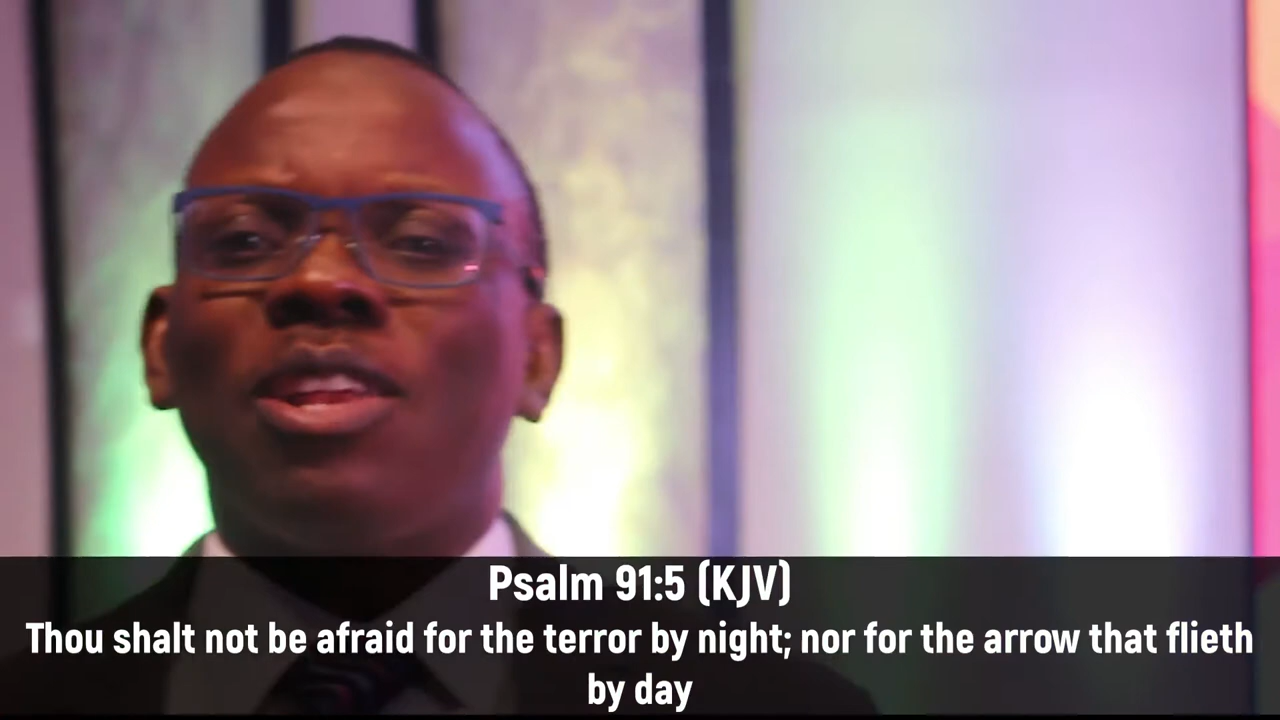 Psalm 91:5 (KJV)
Thou shalt not be afraid for the terror by night; nor for the arrow that flieth
by day